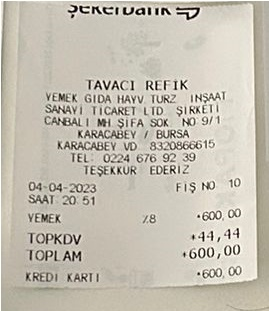 Şekerbank
TAVACI REFİK
YEMEK GIDA HAYV TURZ İNŞAAT
SANAYİ TİCARET LTD ŞİRKETİ
CANBALI MH ŞİFA SOK NO 9/1
KARACABEY / BURSA
KARACABEY VD 8320866615
TEL: 0224 676 92 39
TEŞEKKUR EDERİZ
04-04-2023 FİŞ NO 10
SAAT 20:51
YEMEK %8 *600,00
TOPKDV *44,44
TOPLAM *600,00
KREDI KARTI *600,00